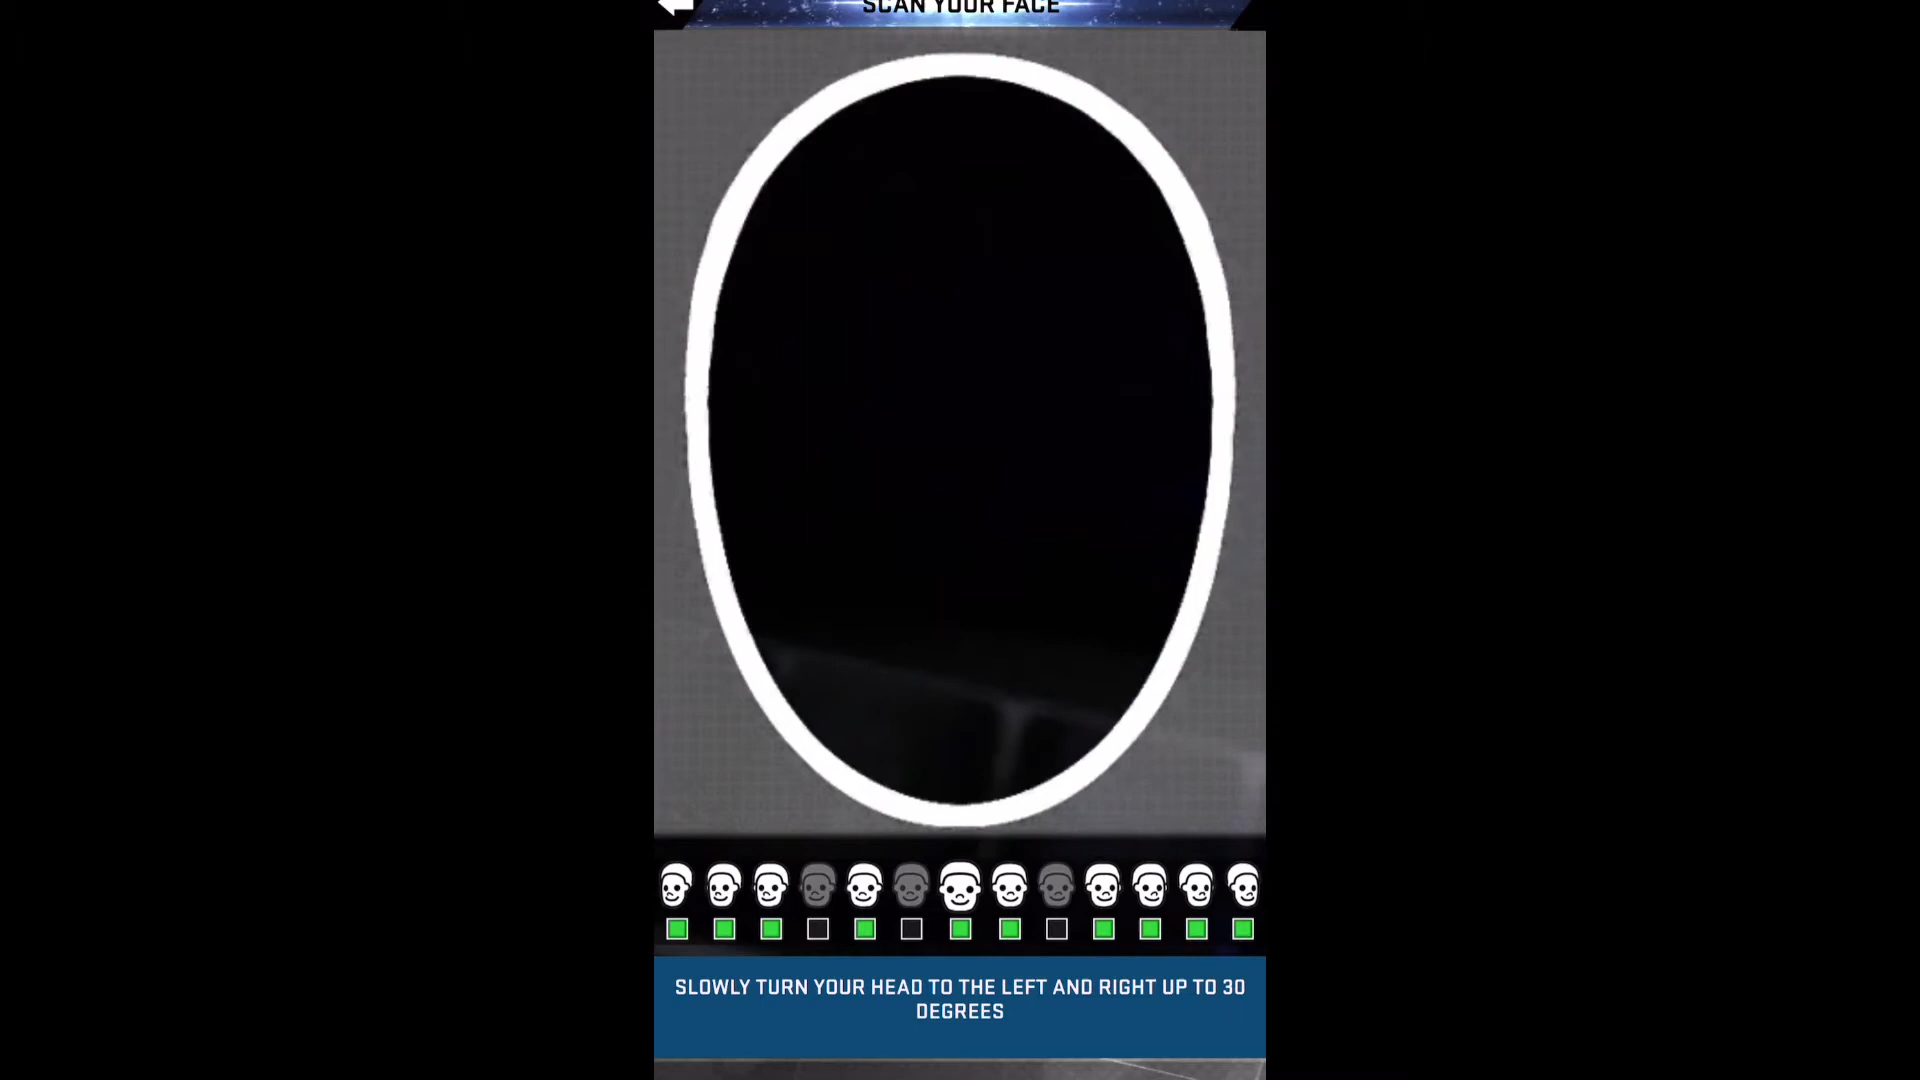 SCAN YOUR FACE
SLOWLY TURN YOUR HEAD TO THE LEFT AND RIGHT UP TO 30
DEGREES